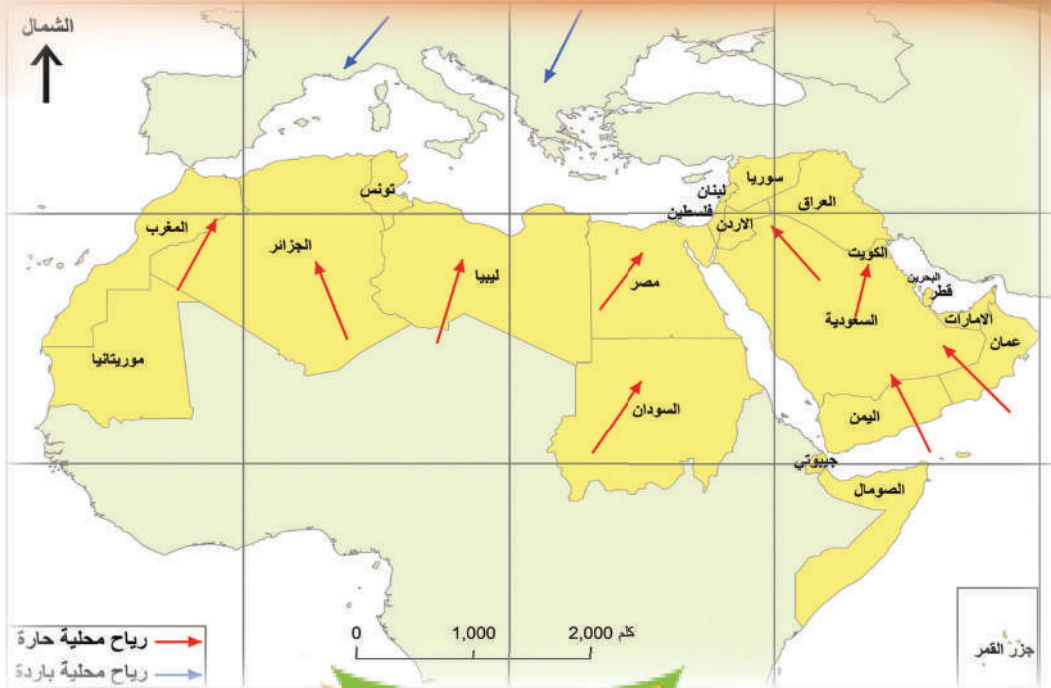 الشمال
تونس
المغرب
الجزائر
ليبيا
مصر
موريتانيا
السودان
سوريا
لبنان
فلسطين
الاردن
العراق
الكويت
البحرين
قطر
السعودية
الامارات
عمان
اليمن
جيبوتي
الصومال
جزر القمر
0 1,000 2,000 كلم
رياح محلية حارة
رياح محلية باردة